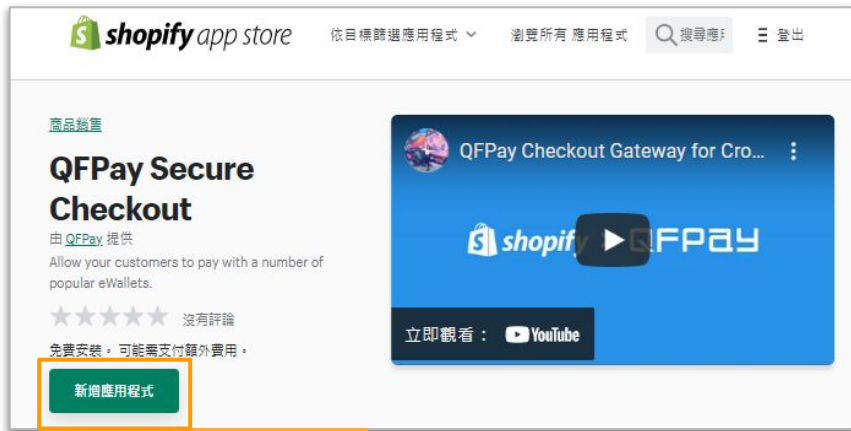 shopify app store
依目標篩選應用程式
瀏覽所有 應用程式
搜尋應
登出
商品銷售
QFPay Secure
Checkout
由 QFPay 提供
Allow your customers to pay with a number of
popular eWallets.
沒有評論
免費安裝。 可能需支付額外費用。
新增應用程式
QFPay Checkout Gateway for Cro...
shopify
QFPay
立即觀看： YouTube